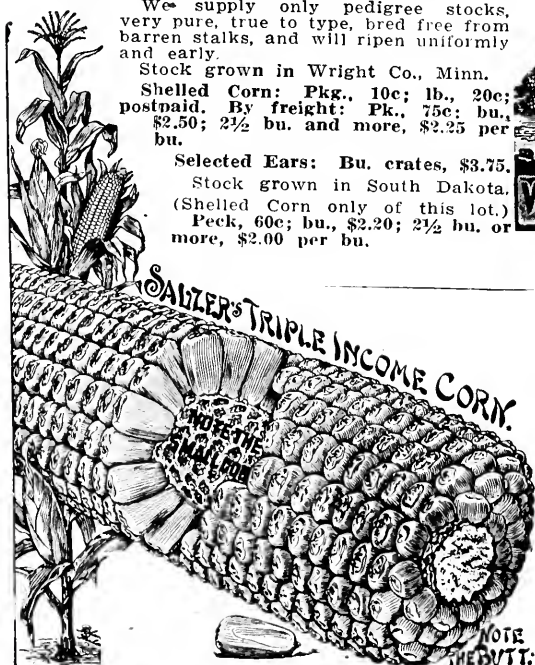 We supply only pedigree stocks,
very pure, true to type, bred free from
barren stalks, and will ripen uniformly
and early.
Stock grown in Wright Co., Minn.
Shelled Corn: Pkg., 10c; lb., 20c;
postpaid. By freight: Pk., 75c; bu.,
$2.50; 2½ bu. and more, $2.25 per
bu.
Selected Ears: Bu. crates, $3.75.
Stock grown in South Dakota.
(Shelled Corn only of this lot.)
Peck, 60c; bu., $2.20; 2½ bu. or
more, $2.00 per bu.
SALZER'S TRIPLE INCOME CORN.
NOTE THE
SMALL COB
NOTE
THE BUTT.